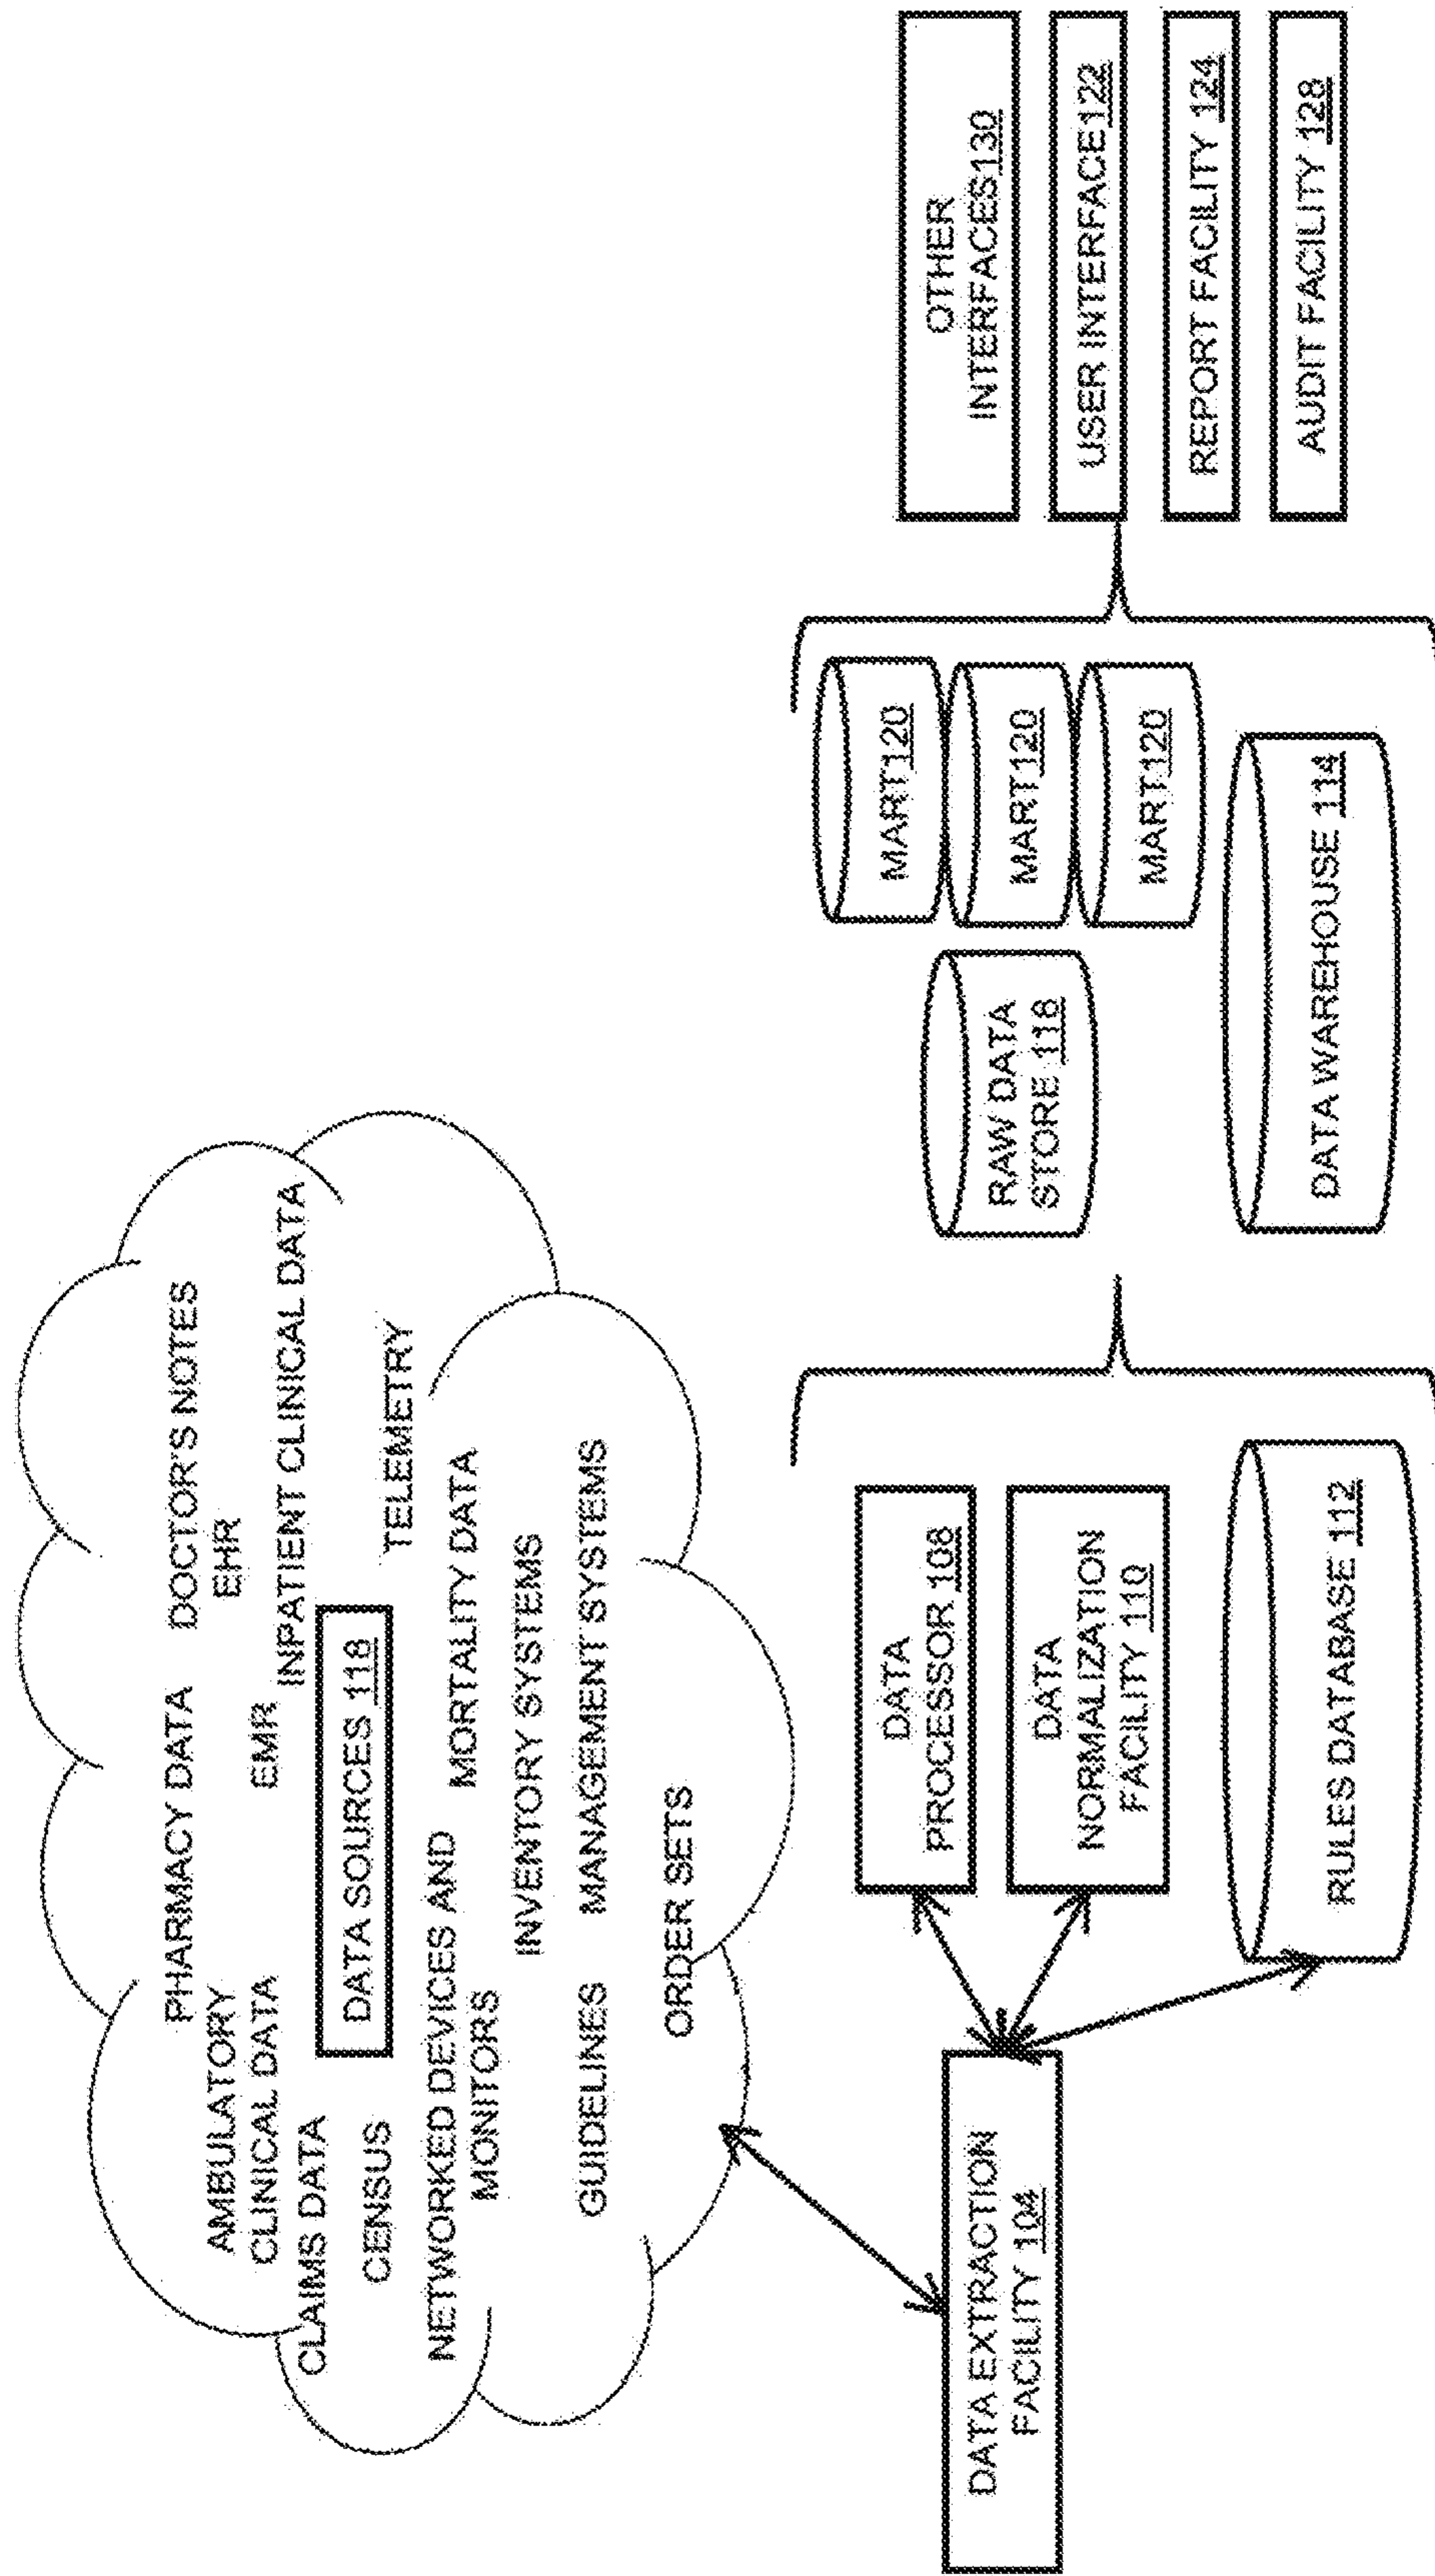 PHARMACY DATA
DOCTOR'S NOTES
AMBULATORY
CLINICAL DATA
EHR
EMR
INPATIENT CLINICAL DATA
CLAIMS DATA
DATA SOURCES 118
CENSUS
TELEMETRY
NETWORKED DEVICES AND
MONITORS
MORTALITY DATA
INVENTORY SYSTEMS
GUIDELINES
MANAGEMENT SYSTEMS
ORDER SETS
DATA EXTRACTION
FACILITY 104
DATA
PROCESSOR 108
DATA
NORMALIZATION
FACILITY 110
RULES DATABASE 112
RAW DATA
STORE 118
MART120
MART120
MART120
DATA WAREHOUSE 114
OTHER
INTERFACES130
USER INTERFACE122
REPORT FACILITY 124
AUDIT FACILITY 128